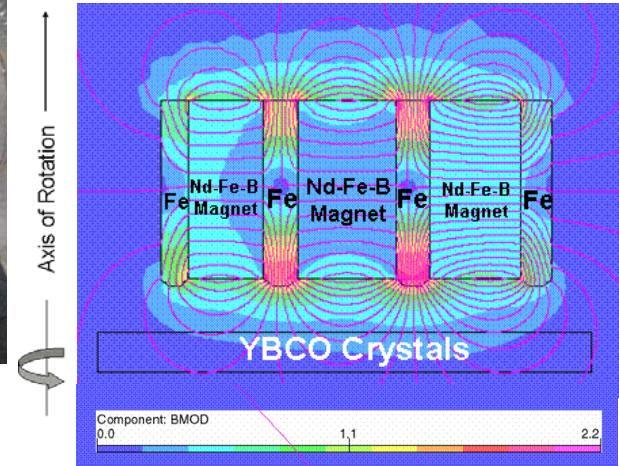 Axis of Rotation
Fe
Nd-Fe-B
Magnet
Fe
Nd-Fe-B
Magnet
Fe
Nd-Fe-B
Magnet
Fe
YBCO Crystals
Component: BMOD
0.0
1.1
2.2